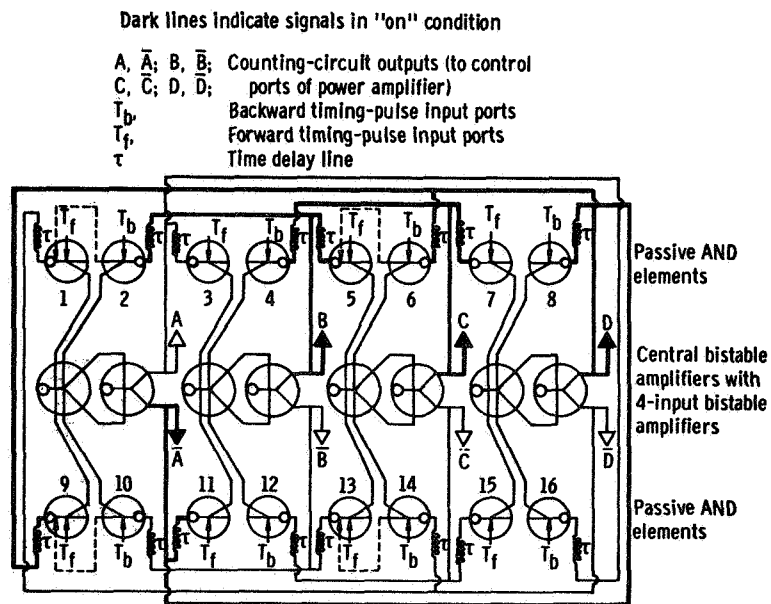 Dark lines indicate signals in "on" condition
A, A̅; B, B̅; Counting-circuit outputs (to control
C, C̅; D, D̅; ports of power amplifier)
T_b, Backward timing-pulse input ports
T_f, Forward timing-pulse input ports
τ Time delay line
τ T_f T_b τ τ T_f T_b τ τ T_f T_b τ τ T_f T_b τ
1 2 3 4 5 6 7 8
Passive AND
elements
A B C D
Central bistable
amplifiers with
4-input bistable
amplifiers
A̅ B̅ C̅ D̅
9 10 11 12 13 14 15 16
Passive AND
elements
τ T_f T_b τ τ T_f T_b τ τ T_f T_b τ τ T_f T_b τ